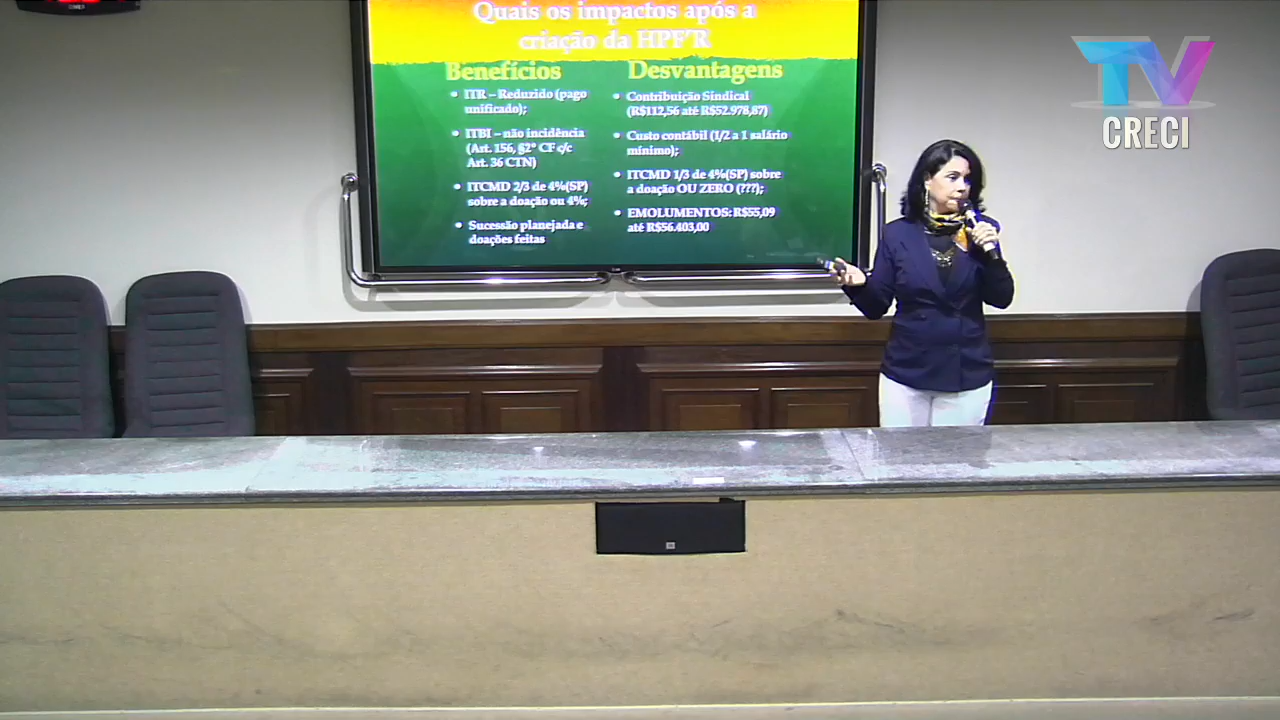 Quais os impactos após a
criação da HPF'R
Benefícios
• ITR – Reduzido (pago
unificado);
• ITBI – não incidência
(Art. 156, §2º CF c/c
Art. 36 CTN)
• ITCMD 2/3 de 4%(SP)
sobre a doação ou 4%;
• Sucessão planejada e
doações feitas
Desvantagens
• Contribuição Sindical
(R$112,56 até R$52.978,87)
• Custo contábil (1/2 a 1 salário
mínimo);
• ITCMD 1/3 de 4%(SP) sobre
a doação OU ZERO (???);
• EMOLUMENTOS: R$55,09
até R$56.403,00
TV
CRECI